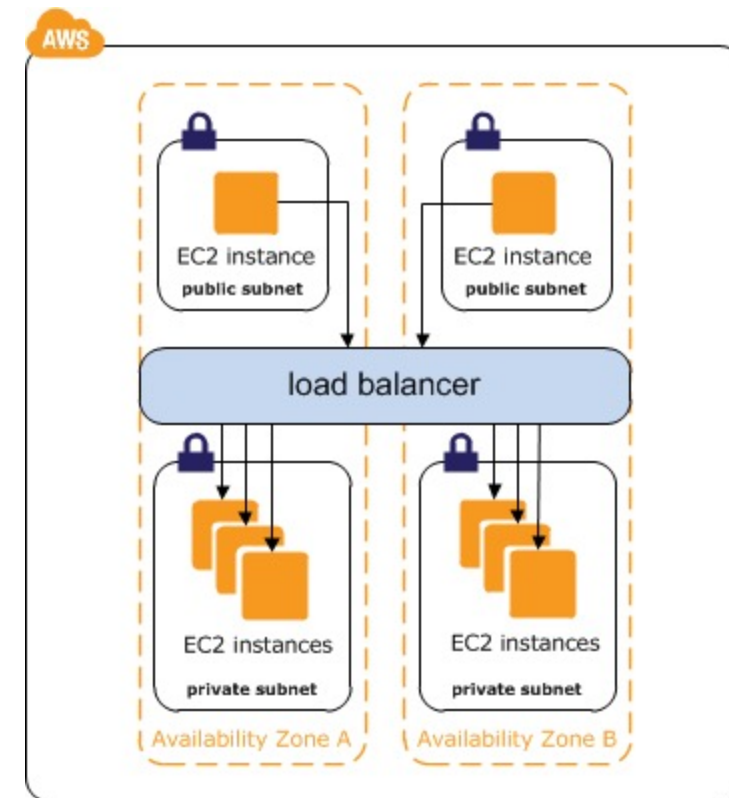 AWS
EC2 instance
public subnet
EC2 instance
public subnet
load balancer
EC2 instances
private subnet
EC2 instances
private subnet
Availability Zone A
Availability Zone B